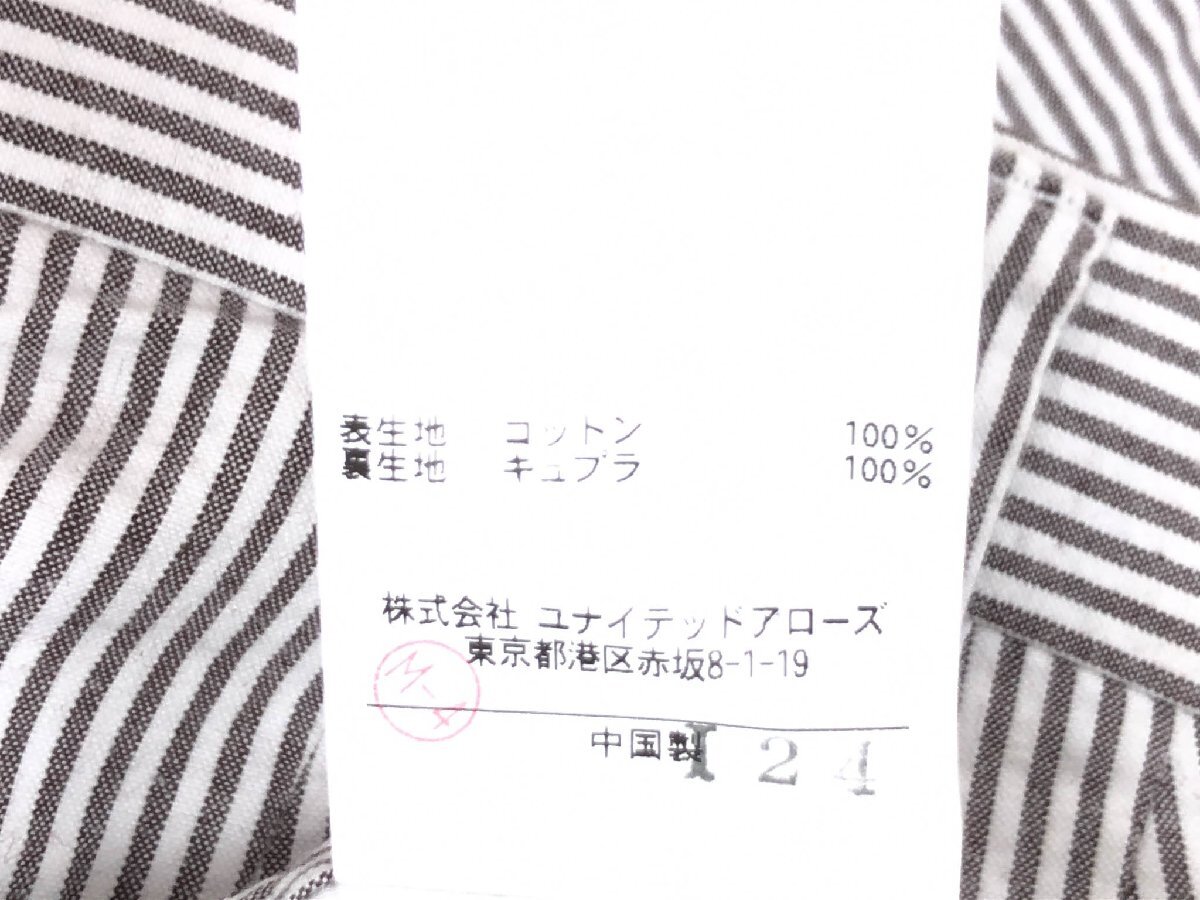 表生地 コットン 100%
裏生地 キュプラ 100%
株式会社 ユナイテッドアローズ
東京都港区赤坂8-1-19
中国製 I 24